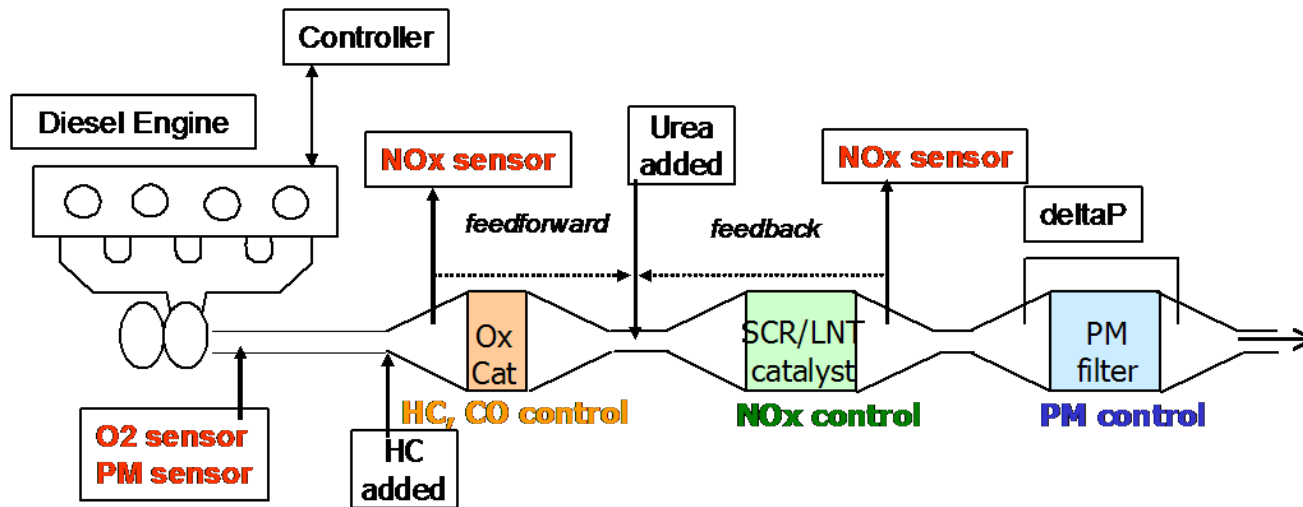 Controller
Diesel Engine
NOx sensor
Urea
added
NOx sensor
feedforward
feedback
deltaP
Ox
Cat
SCR/LNT
catalyst
PM
filter
HC, CO control
NOx control
PM control
O2 sensor
PM sensor
HC
added